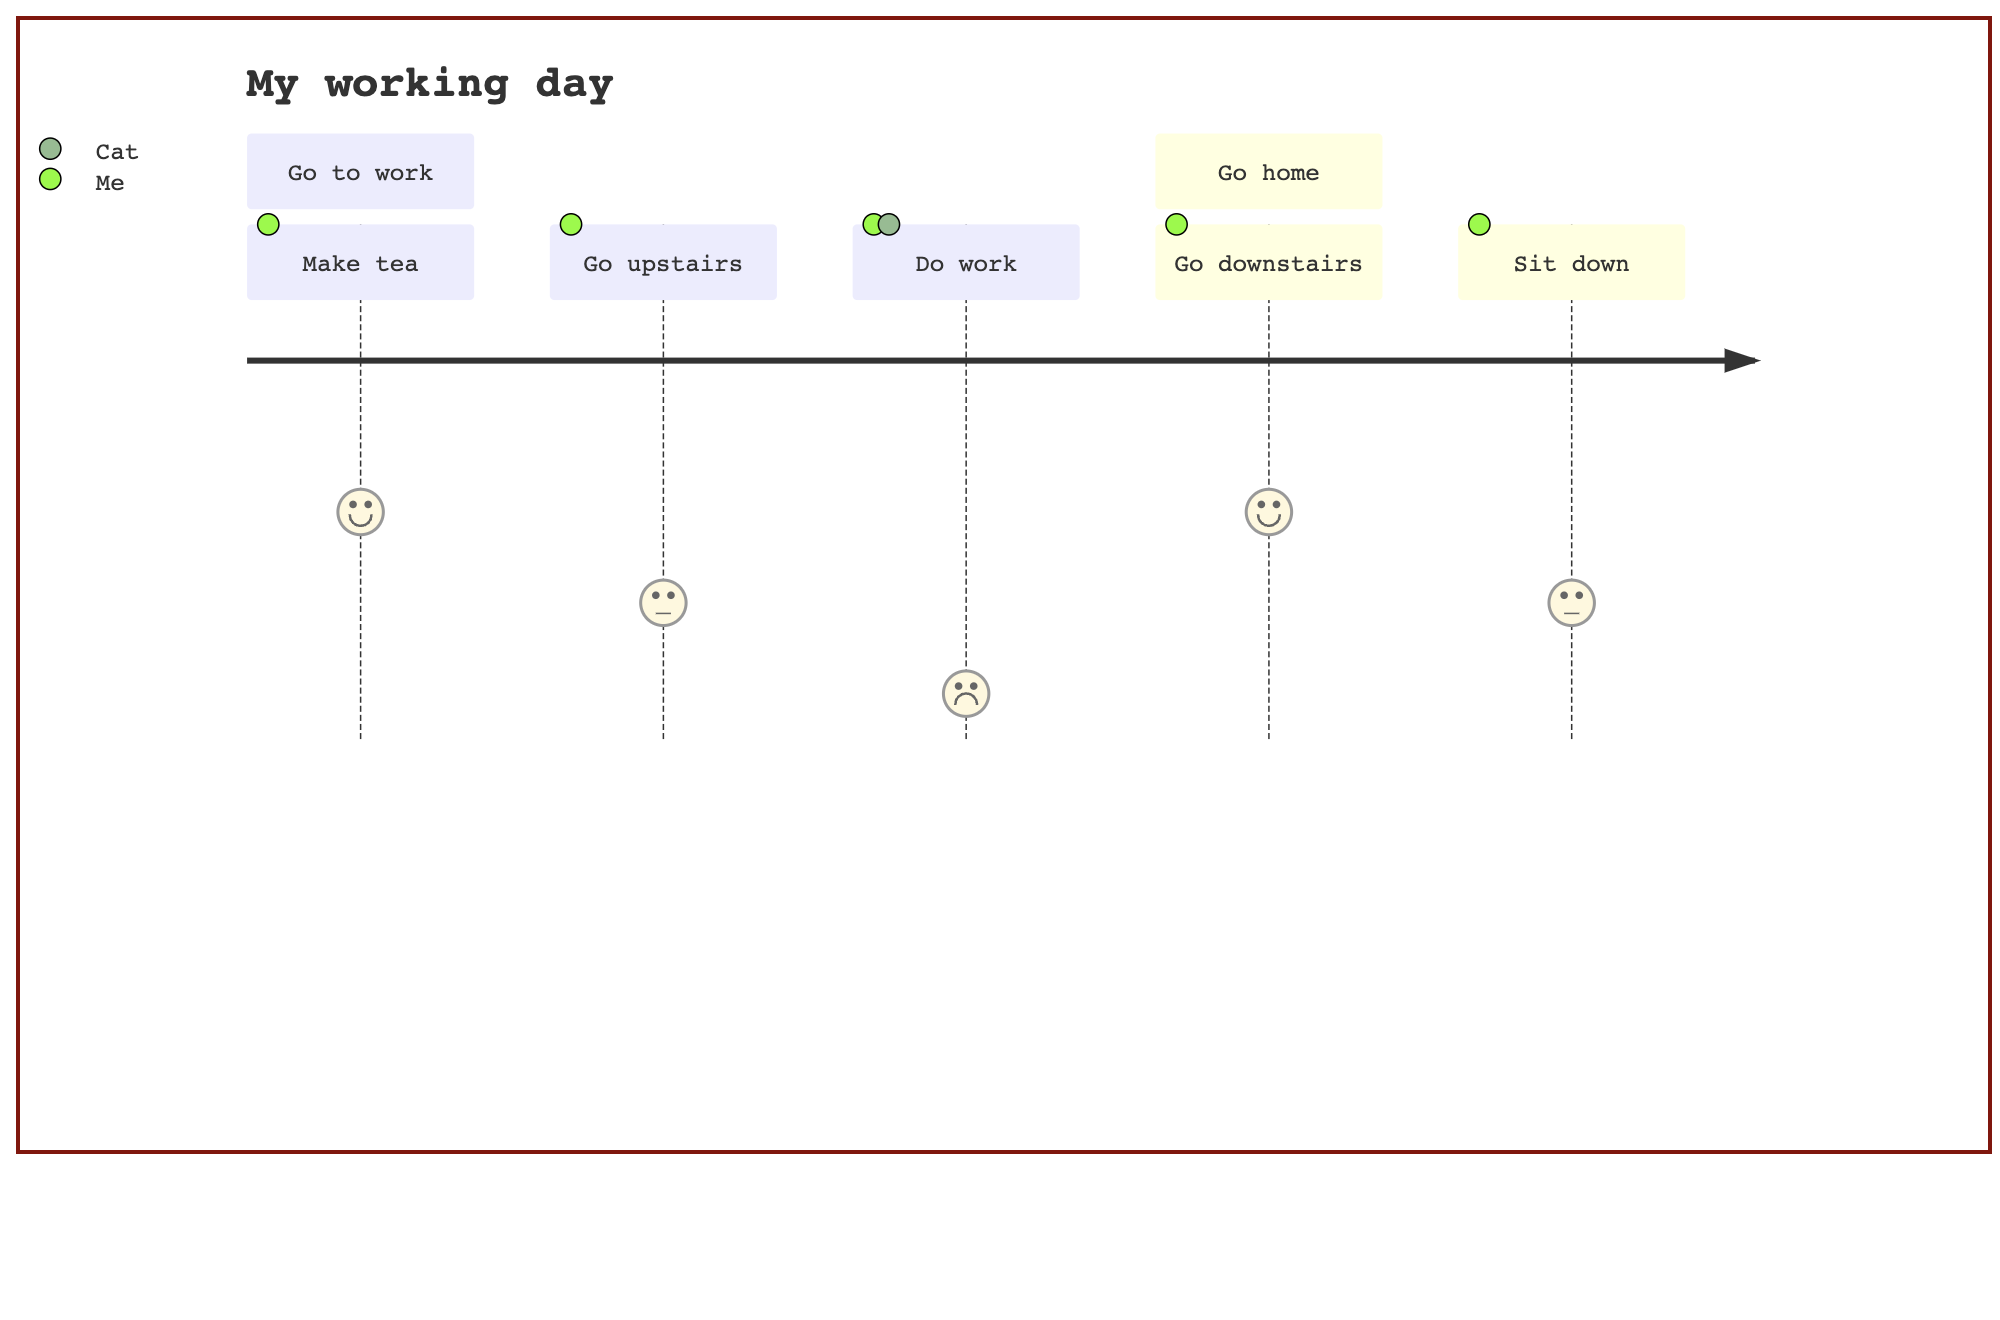 My working day
Cat
Me
Go to work
Go home
Make tea
Go upstairs
Do work
Go downstairs
Sit down